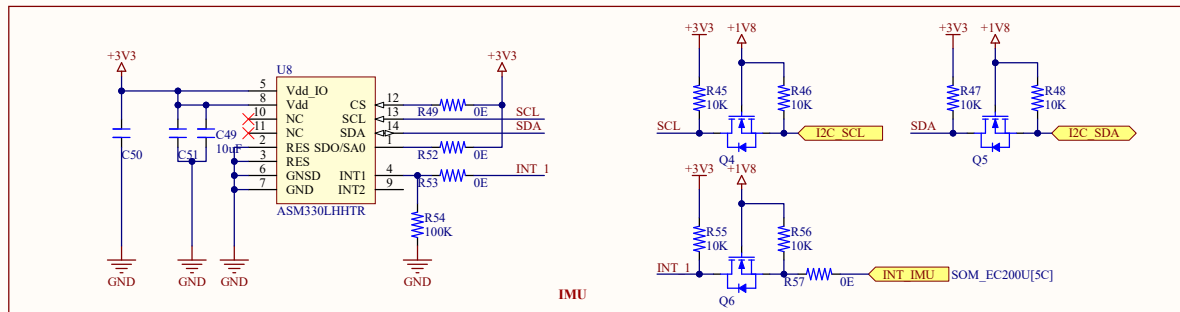 +3V3
U8
5 Vdd_IO
8 Vdd
10 NC
11 NC
2 RES
3 RES
6 GNSD
7 GND
CS 12
SCL 13
SDA 14
SDO/SA0 1
INT1 4
INT2 9
ASM330LHHTR
C50
C51
C49
10uF
GND
GND
GND
+3V3
R49 0E
SCL
SDA
R52 0E
R53 0E
INT_1
R54
100K
GND
+3V3
+1V8
R45
10K
R46
10K
SCL
Q4
I2C_SCL
+3V3
+1V8
R47
10K
R48
10K
SDA
Q5
I2C_SDA
+3V3
+1V8
R55
10K
R56
10K
INT_1
Q6
R57 0E
INT_IMU
SOM_EC200U[5C]
IMU